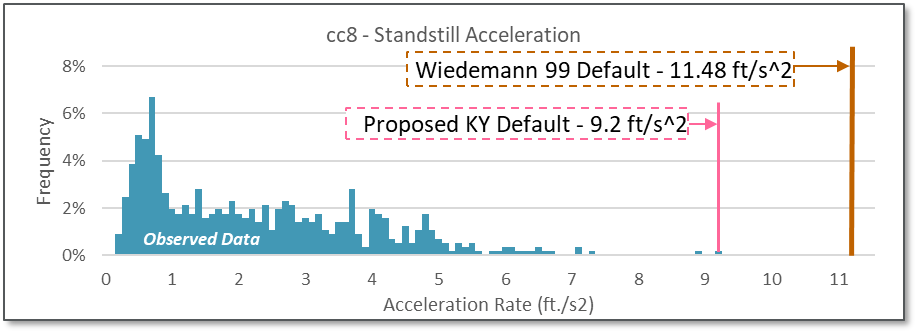 cc8 - Standstill Acceleration
8%
Wiedemann 99 Default - 11.48 ft/s^2
6%
Proposed KY Default - 9.2 ft/s^2
Frequency
4%
2%
Observed Data
0%
0 1 2 3 4 5 6 7 8 9 10 11
Acceleration Rate (ft./s2)